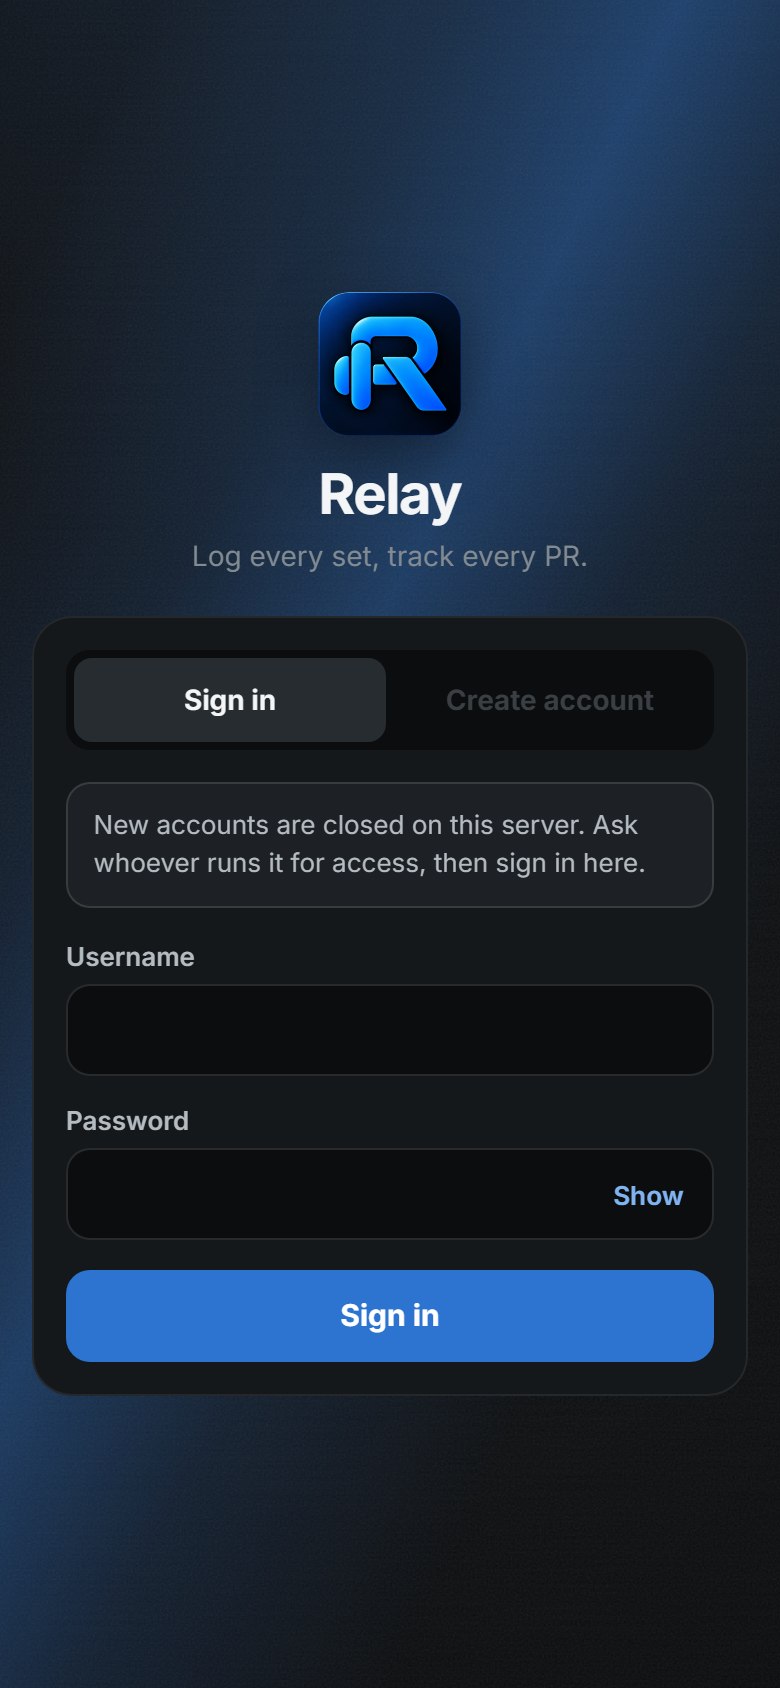 Relay
Log every set, track every PR.
Sign in
Create account
New accounts are closed on this server. Ask
whoever runs it for access, then sign in here.
Username
Password
Show
Sign in